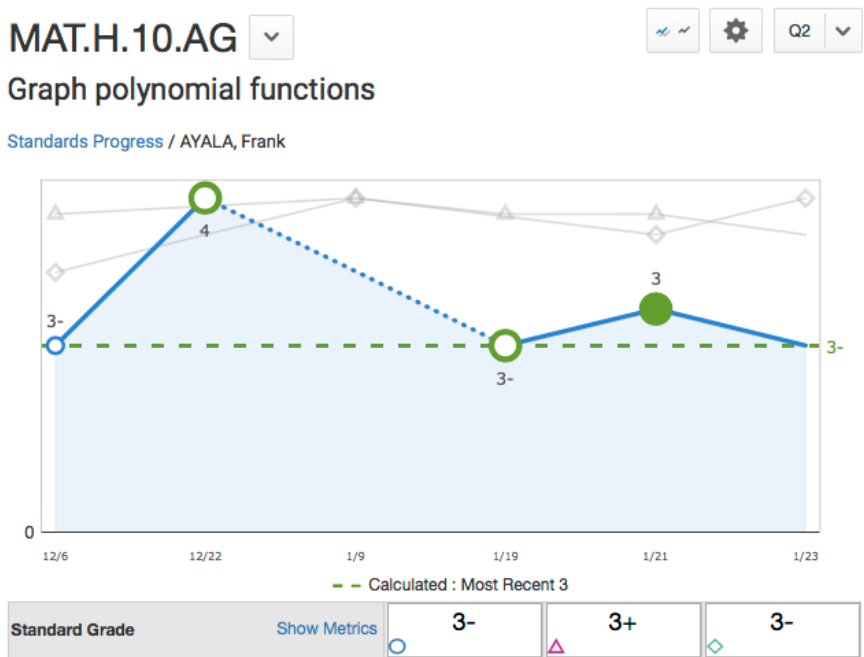 MAT.H.10.AG
Q2
Graph polynomial functions
Standards Progress / AYALA, Frank
4
3
3-
3-
3-
0
12/6 12/22 1/9 1/19 1/21 1/23
Calculated : Most Recent 3
Standard Grade Show Metrics 3- 3+ 3-